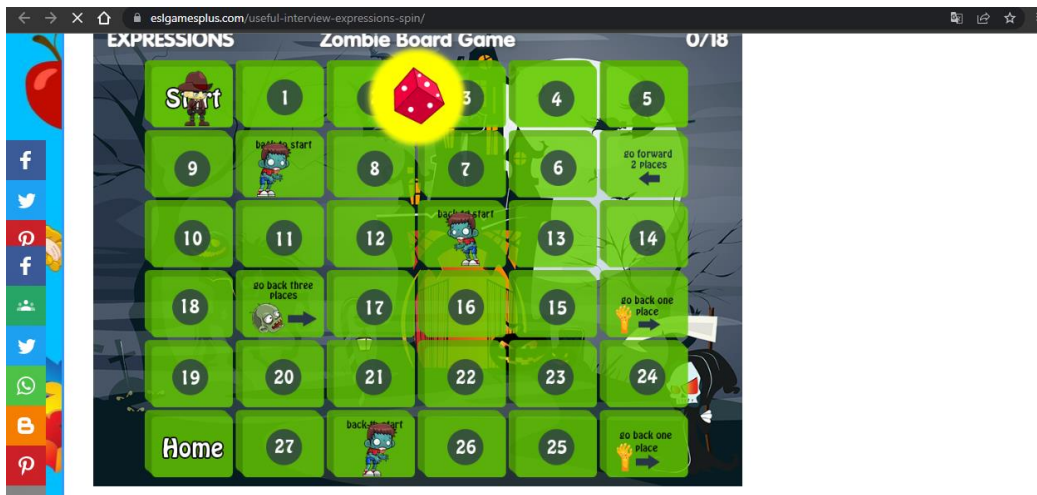 eslgamesplus.com/useful-interview-expressions-spin/
EXPRESSIONS Zombie Board Game 0/18
Start 1 3 4 5
9 back to start 8 7 6 go forward
2 places
10 11 12 back to start 13 14
18 go back three
places 17 16 15 go back one
place
19 20 21 22 23 24
Home 27 back to start 26 25 go back one
place